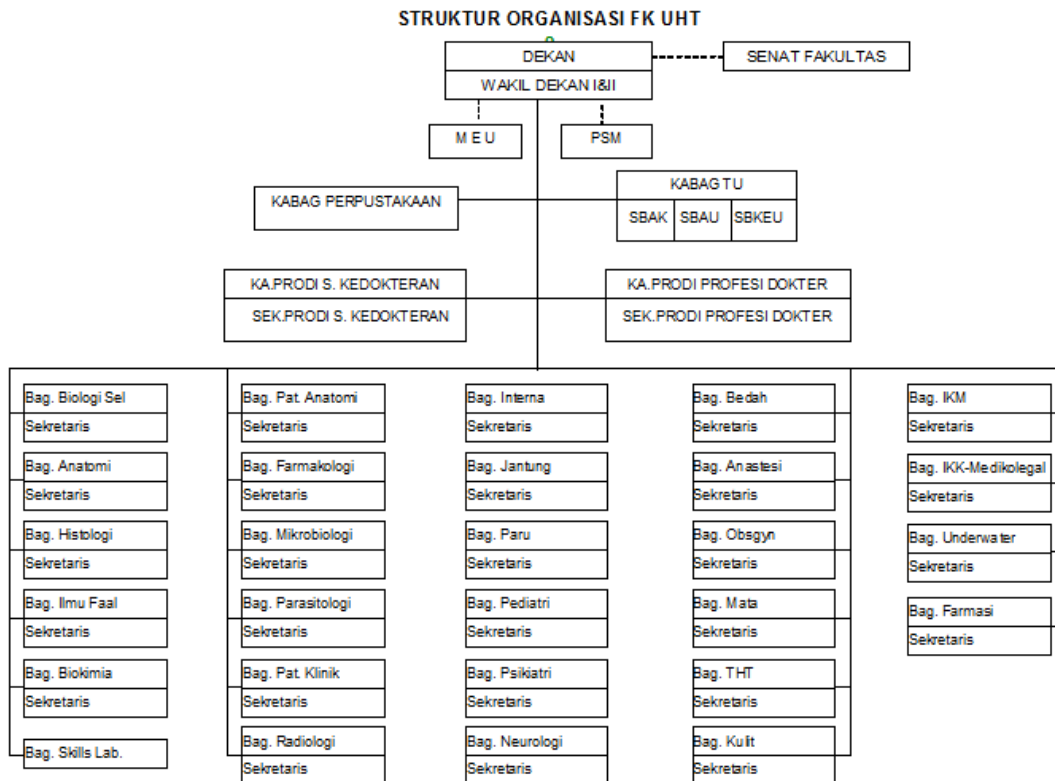 STRUKTUR ORGANISASI FK UHT
DEKAN
SENAT FAKULTAS
WAKIL DEKAN I&II
M E U
PSM
KABAG PERPUSTAKAAN
KABAG TU
SBAK
SBAU
SBKEU
KA.PRODI S. KEDOKTERAN
SEK.PRODI S. KEDOKTERAN
KA.PRODI PROFESI DOKTER
SEK.PRODI PROFESI DOKTER
Bag. Biologi Sel
Sekretaris
Bag. Anatomi
Sekretaris
Bag. Histologi
Sekretaris
Bag. Ilmu Faal
Sekretaris
Bag. Biokimia
Sekretaris
Bag. Skills Lab.
Bag. Pat. Anatomi
Sekretaris
Bag. Farmakologi
Sekretaris
Bag. Mikrobiologi
Sekretaris
Bag. Parasitologi
Sekretaris
Bag. Pat. Klinik
Sekretaris
Bag. Radiologi
Sekretaris
Bag. Interna
Sekretaris
Bag. Jantung
Sekretaris
Bag. Paru
Sekretaris
Bag. Pediatri
Sekretaris
Bag. Psikiatri
Sekretaris
Bag. Neurologi
Sekretaris
Bag. Bedah
Sekretaris
Bag. Anastesi
Sekretaris
Bag. Obsgyn
Sekretaris
Bag. Mata
Sekretaris
Bag. THT
Sekretaris
Bag. Kulit
Sekretaris
Bag. IKM
Sekretaris
Bag. IKK-Medikolegal
Sekretaris
Bag. Underwater
Sekretaris
Bag. Farmasi
Sekretaris